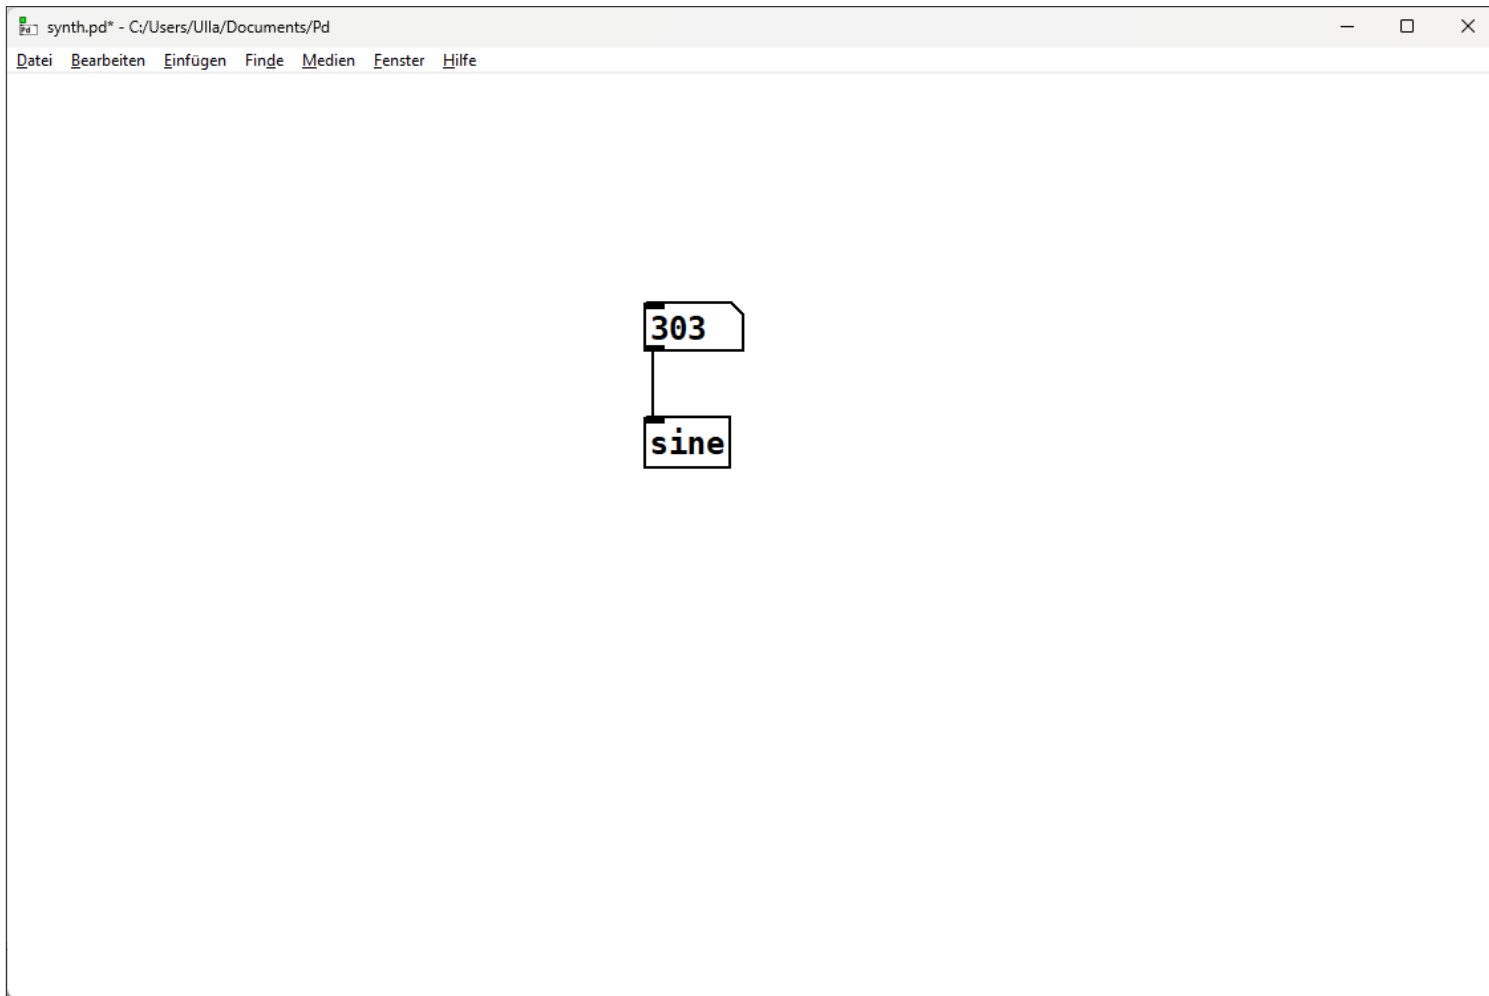 synth.pd* - C:/Users/Ulla/Documents/Pd
Datei Bearbeiten Einfügen Finde Medien Fenster Hilfe
303
sine